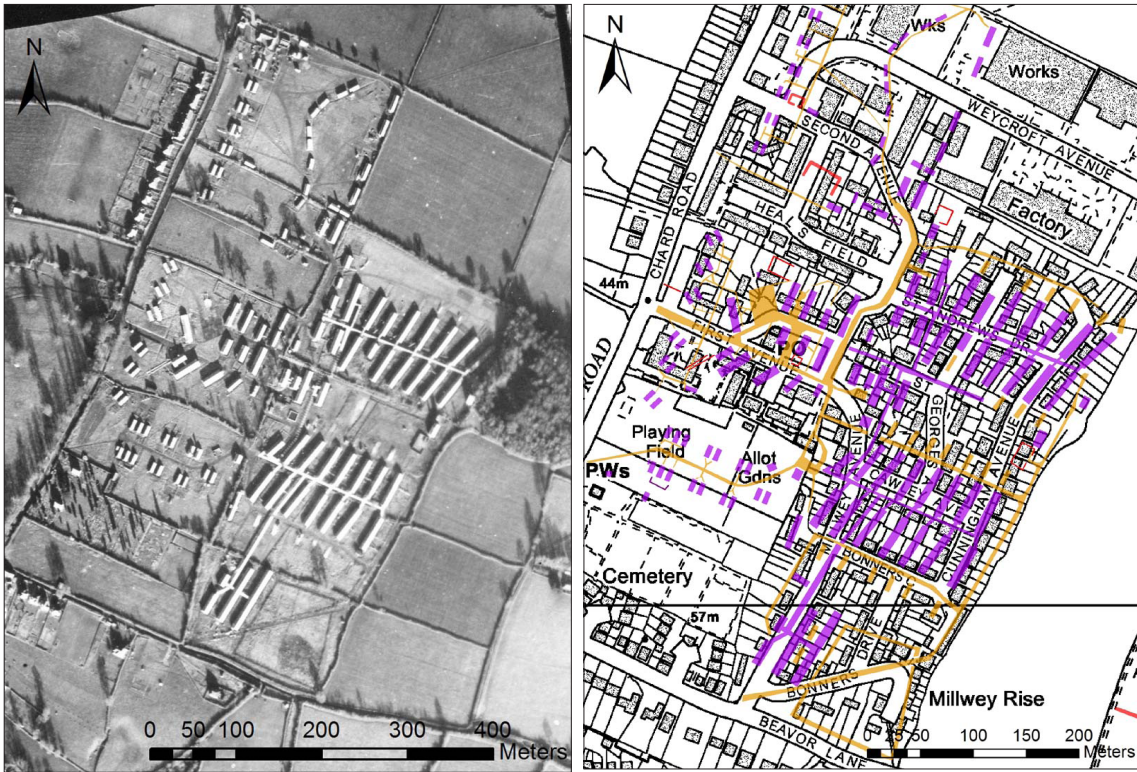 N
0 50 100 200 300 400
Meters
N
Wks
Works
WEYCROFT AVENUE
SECOND AVENUE
CHARD ROAD
Factory
HEA
S FIELD
44m
ANDREWS DR
FIRST AVENUE
PO
ROAD
ST GEORGES
Playing
Field
Allot
Gdns
PWs
CUNNINGHAM AVENUE
BONNERS
Cemetery
57m
DRIVE
BONNERS
Millwey Rise
BEAVOR LANE
0 25 50 100 150 200
Meters